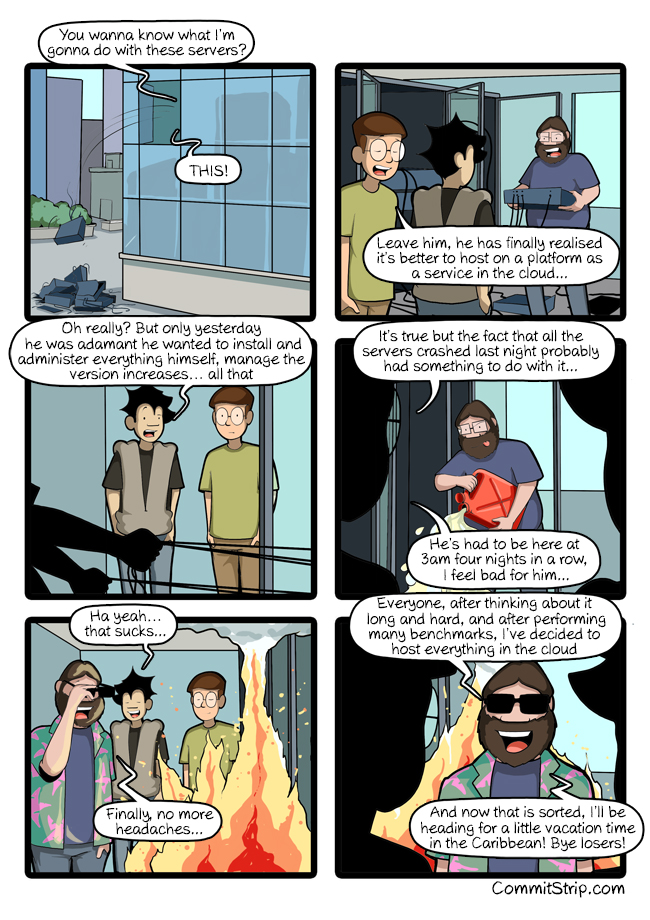 You wanna know what I'm
gonna do with these servers?
THIS!
Leave him, he has finally realised
it's better to host on a platform as
a service in the cloud...
Oh really? But only yesterday
he was adamant he wanted to install and
administer everything himself, manage the
version increases... all that
It's true but the fact that all the
servers crashed last night probably
had something to do with it...
He's had to be here at
3am four nights in a row,
I feel bad for him...
Ha yeah...
that sucks...
Finally, no more
headaches...
Everyone, after thinking about it
long and hard, and after performing
many benchmarks, I've decided to
host everything in the cloud
And now that is sorted, I'll be
heading for a little vacation time
in the Caribbean! Bye losers!
CommitStrip.com